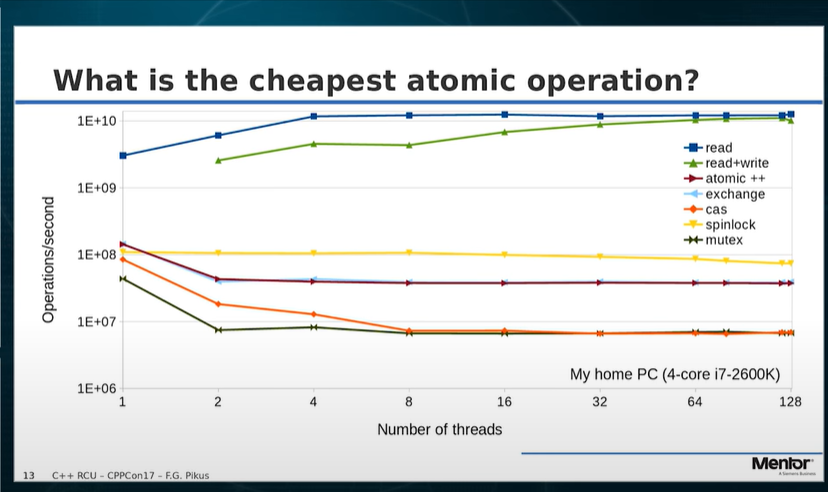 What is the cheapest atomic operation?
1E+10
1E+09
1E+08
1E+07
1E+06
Operations/second
read
read+write
atomic ++
exchange
cas
spinlock
mutex
My home PC (4-core i7-2600K)
1 2 4 8 16 32 64 128
Number of threads
13 C++ RCU – CPPCon17 – F.G. Pikus
Mentor
A Siemens Business